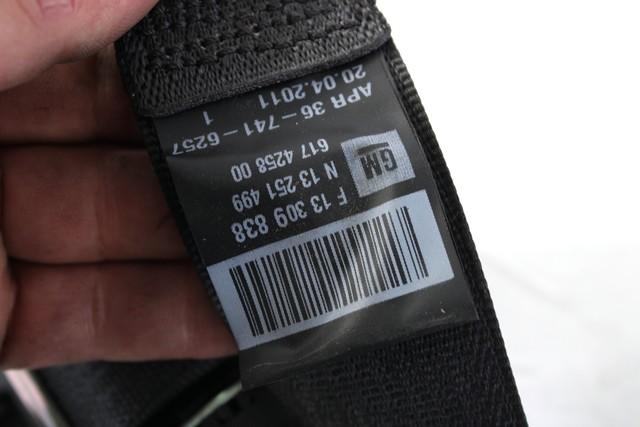 GM
F 13 309 838
N 13 251 499
617 4258 00
APR 36-741-6257
20.04.2011 1